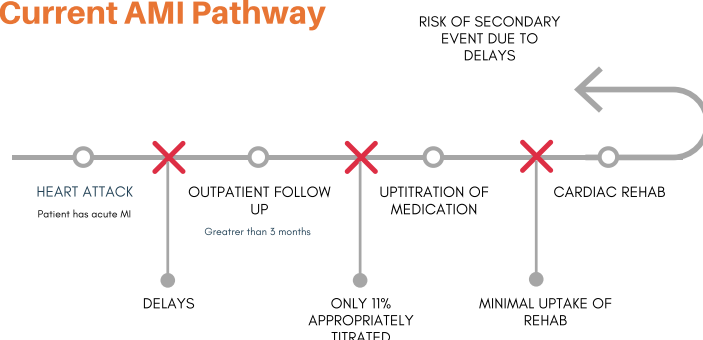 Current AMI Pathway
RISK OF SECONDARY
EVENT DUE TO
DELAYS
HEART ATTACK
Patient has acute MI
OUTPATIENT FOLLOW
UP
Greatrer than 3 months
UPTITRATION OF
MEDICATION
CARDIAC REHAB
DELAYS
ONLY 11%
APPROPRIATELY
TITRATED
MINIMAL UPTAKE OF
REHAB